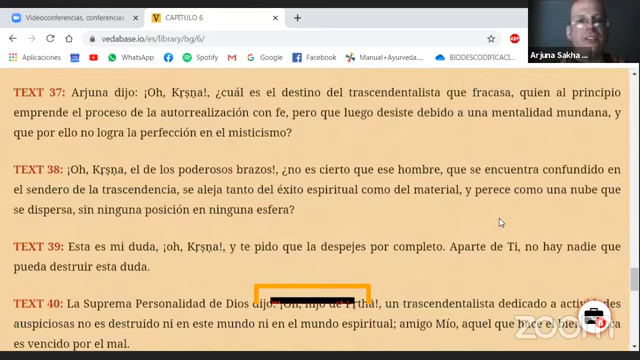 Videoconferencias, conferencias
CAPÍTULO 6
vedabase.io/es/library/bg/6/
ABP
Aplicaciones
YouTube
WhatsApp
Facebook
Zoom
Manual+Ayurveda...
BIODESCODIFICACI...
Arjuna Sakha
TEXT 37: Arjuna dijo: ¡Oh, Kṛṣṇa!, ¿cuál es el destino del trascendentalista que fracasa, quien al principio
emprende el proceso de la autorrealización con fe, pero que luego desiste debido a una mentalidad mundana, y
que por ello no logra la perfección en el misticismo?
TEXT 38: ¡Oh, Kṛṣṇa, el de los poderosos brazos!, ¿no es cierto que ese hombre, que se encuentra confundido en
el sendero de la trascendencia, se aleja tanto del éxito espiritual como del material, y perece como una nube que
se dispersa, sin ninguna posición en ninguna esfera?
TEXT 39: Esta es mi duda, ¡oh, Kṛṣṇa!, y te pido que la despejes por completo. Aparte de Ti, no hay nadie que
pueda destruir esta duda.
TEXT 40: La Suprema Personalidad de Dios dijo: ¡Oh, hijo de Pṛthā!, un trascendentalista dedicado a actividades
auspiciosas no es destruido ni en este mundo ni en el mundo espiritual; amigo Mío, aquel que hace el bien
es vencido por el mal.
zoom